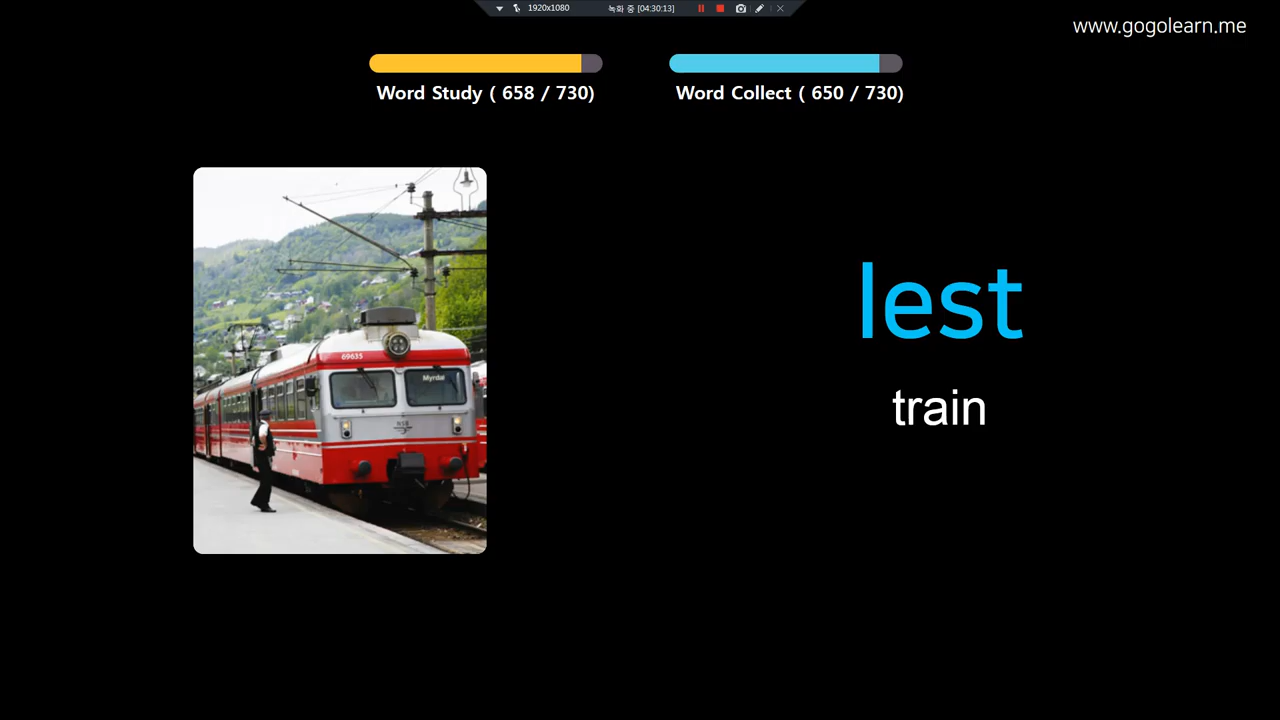 1920x1080
녹화 중 [04:30:13]
www.gogolearn.me
Word Study ( 658 / 730)
Word Collect ( 650 / 730)
69635
Myrdal
NSB
lest
train